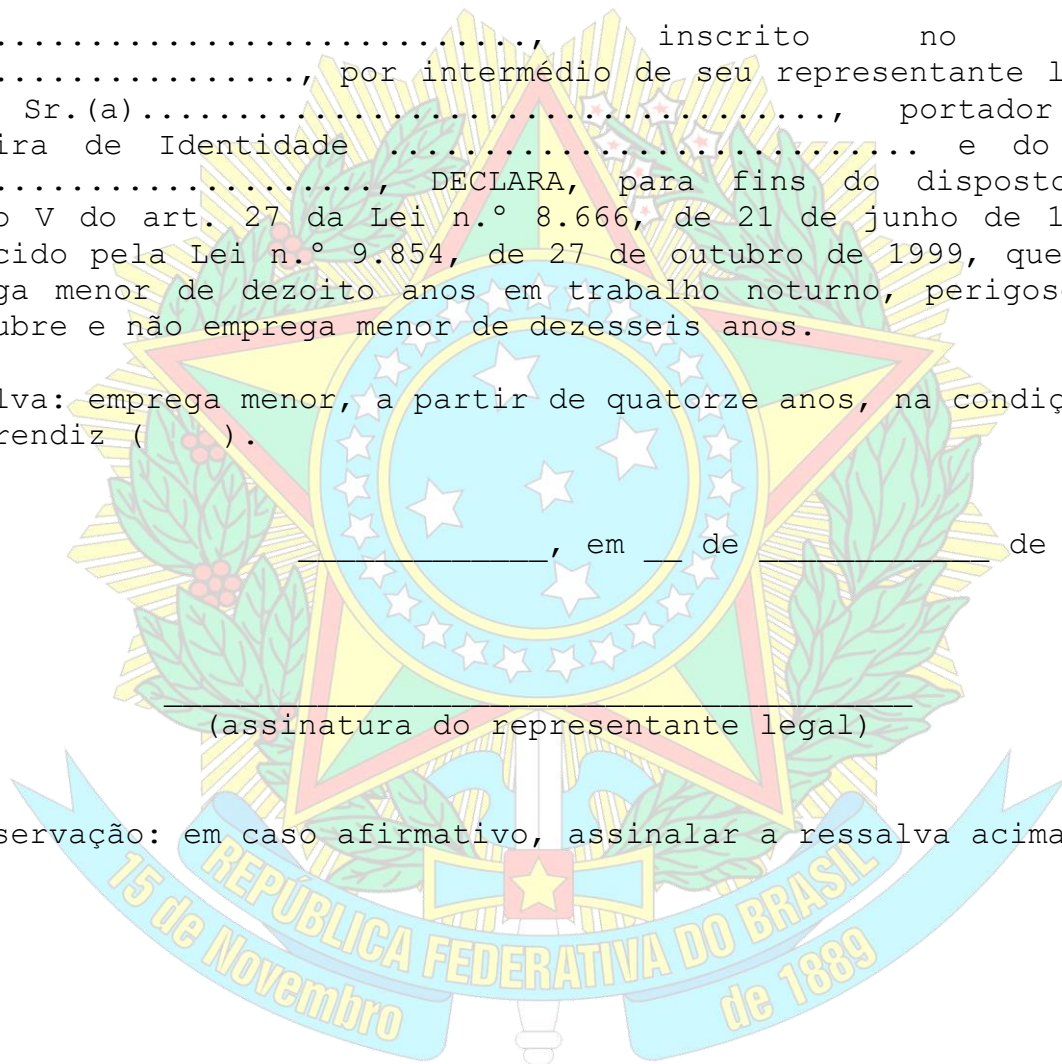 ............................, inscrito no
................, por intermédio de seu representante l
Sr.(a)...................................., portador
ira de Identidade ............................ e do
...................., DECLARA, para fins do disposto
o V do art. 27 da Lei n.º 8.666, de 21 de junho de 1
cido pela Lei n.º 9.854, de 27 de outubro de 1999, que
ga menor de dezoito anos em trabalho noturno, perigos
ubre e não emprega menor de dezesseis anos.
lva: emprega menor, a partir de quatorze anos, na condiç
rendiz ( ).
_____________, em __ de ____________ de
_______________________________________
(assinatura do representante legal)
servação: em caso afirmativo, assinalar a ressalva acima
REPÚBLICA FEDERATIVA DO BRASIL
15 de Novembro de 1889